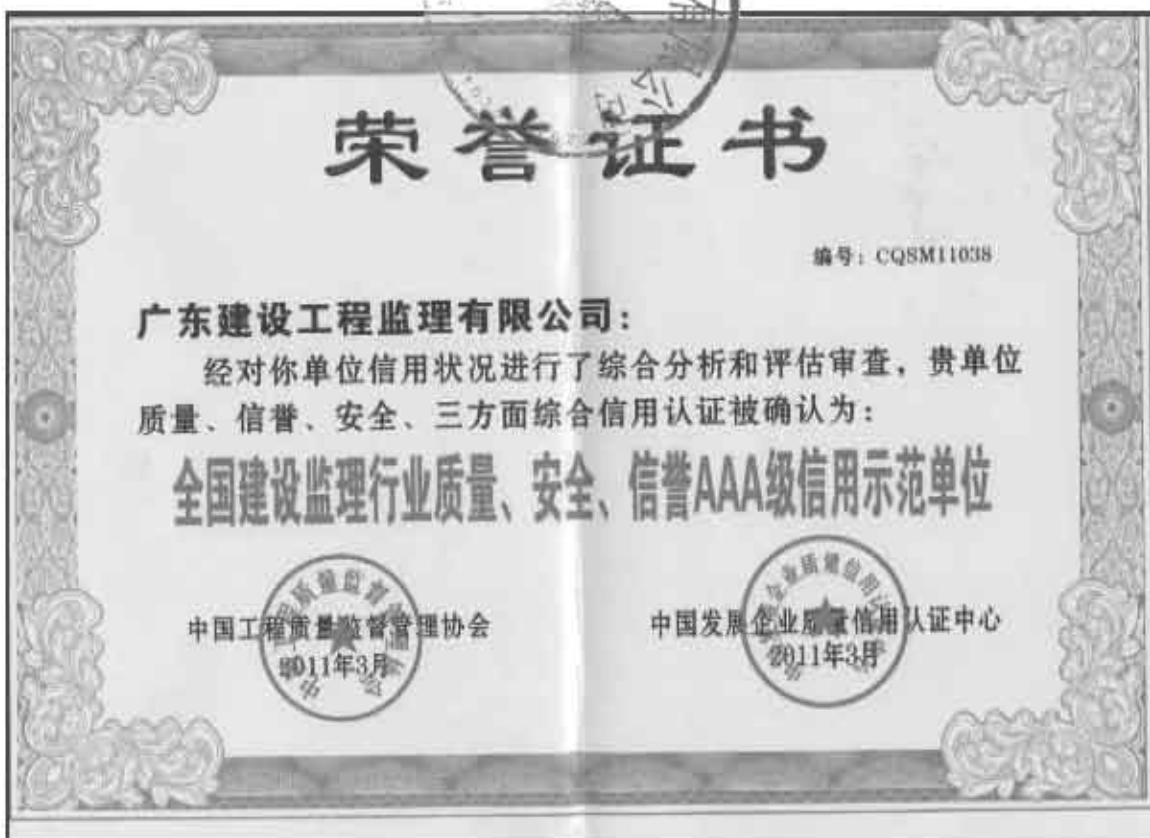 荣誉证书
编号：CQSM11038
广东建设工程监理有限公司：
经对你单位信用状况进行了综合分析和评估审查，贵单位
质量、信誉、安全、三方面综合信用认证被确认为：
全国建设监理行业质量、安全、信誉AAA级信用示范单位
中国工程质量监督管理协会
2011年3月
中国发展企业质量信用认证中心
2011年3月